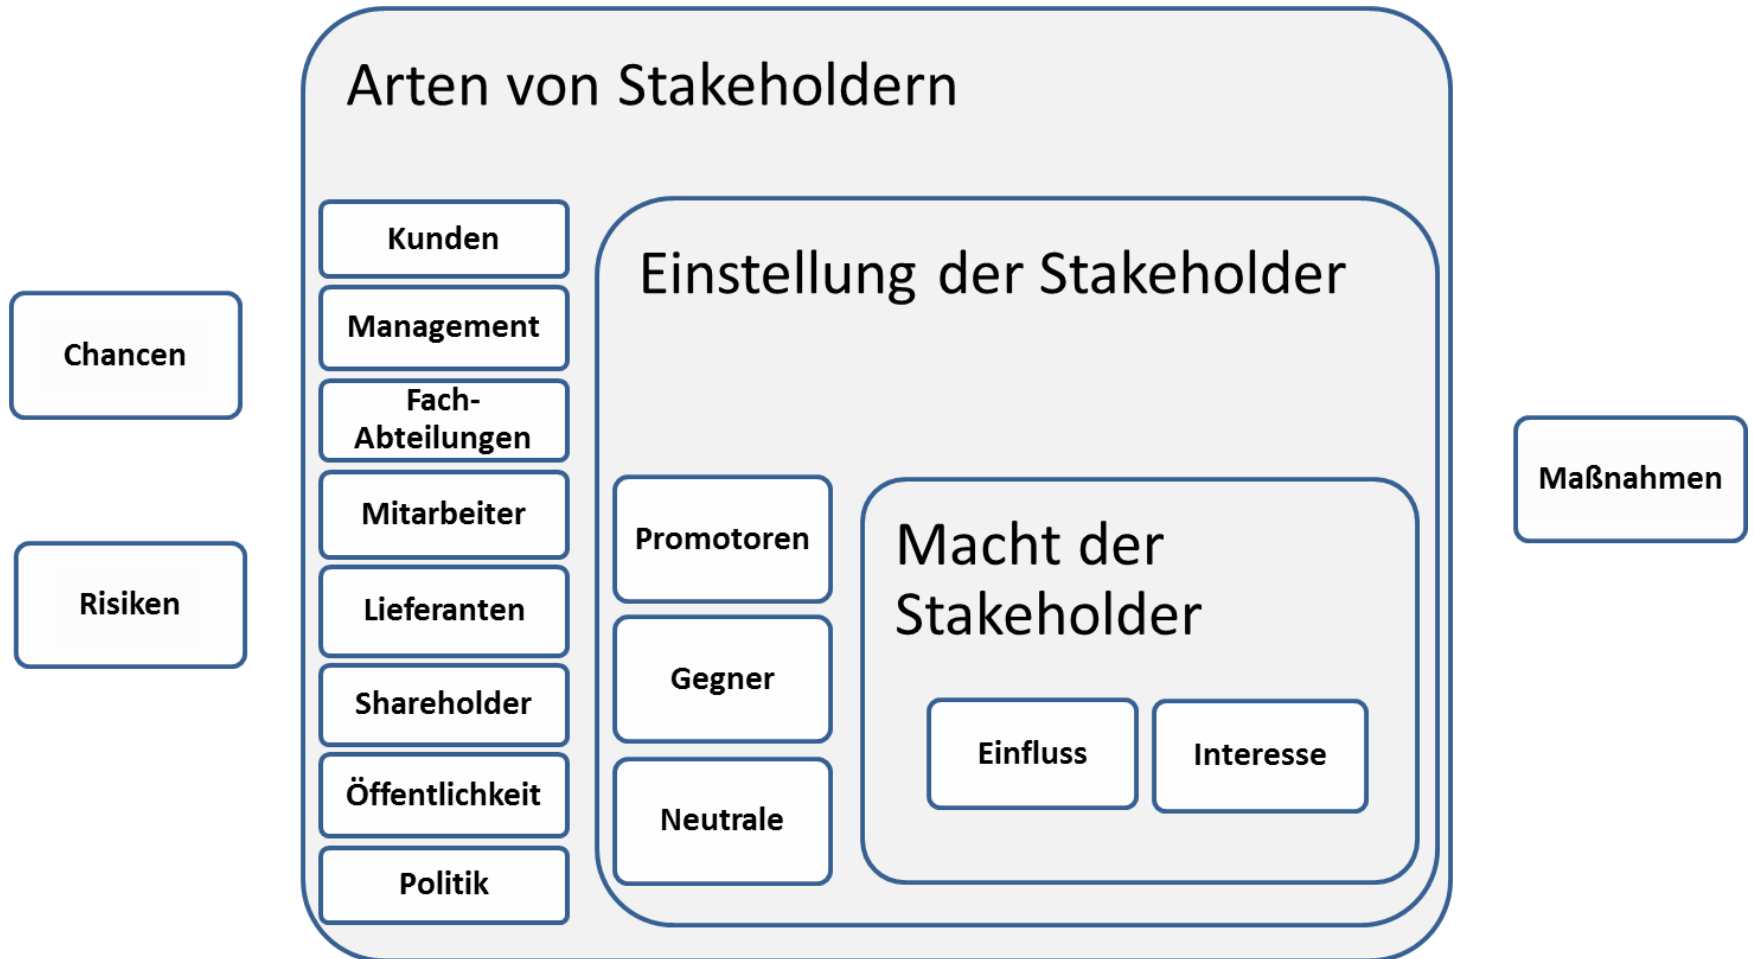 Arten von Stakeholdern
Chancen
Risiken
Kunden
Management
Fach-
Abteilungen
Mitarbeiter
Lieferanten
Shareholder
Öffentlichkeit
Politik
Einstellung der Stakeholder
Promotoren
Gegner
Neutrale
Macht der
Stakeholder
Einfluss
Interesse
Maßnahmen